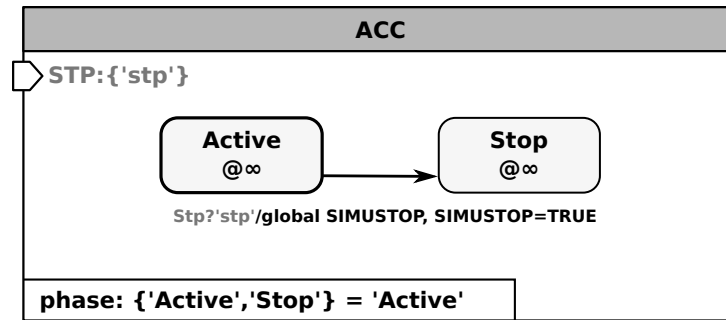 ACC
STP:{'stp'}
Active
@∞
Stop
@∞
Stp?'stp'/global SIMUSTOP, SIMUSTOP=TRUE
phase: {'Active','Stop'} = 'Active'